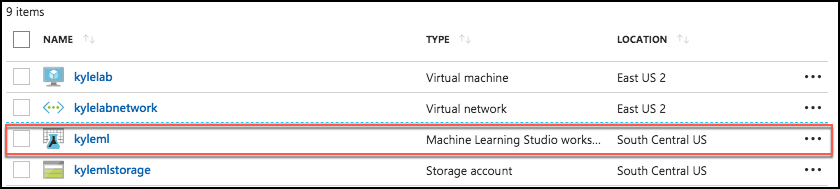 9 items
NAME TYPE LOCATION
kylelab Virtual machine East US 2
kylelabnetwork Virtual network East US 2
kyleml Machine Learning Studio works... South Central US
kylemlstorage Storage account South Central US